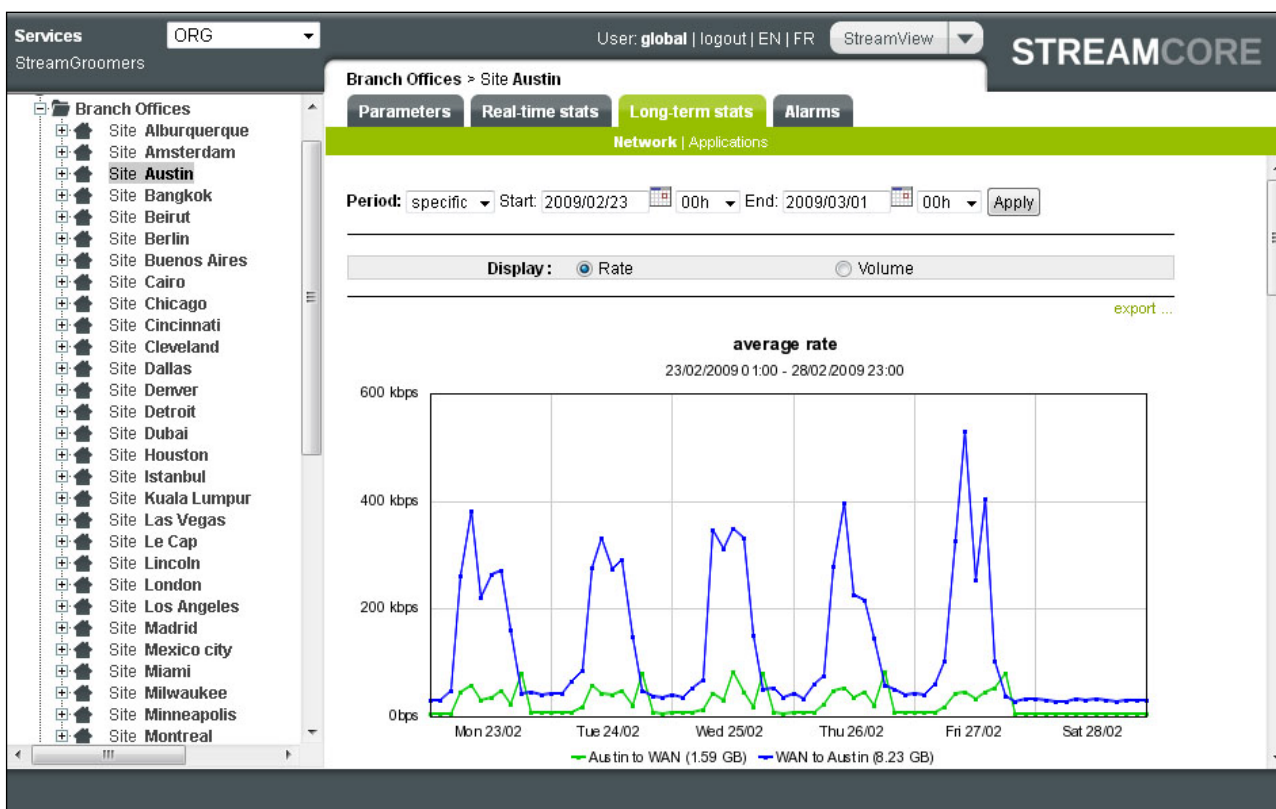 Services ORG
StreamGroomers
User: global | logout | EN | FR StreamView
STREAMCORE
Branch Offices > Site Austin
Parameters Real-time stats Long-term stats Alarms
Network | Applications
Branch Offices
Site Alburquerque
Site Amsterdam
Site Austin
Site Bangkok
Site Beirut
Site Berlin
Site Buenos Aires
Site Cairo
Site Chicago
Site Cincinnati
Site Cleveland
Site Dallas
Site Denver
Site Detroit
Site Dubai
Site Houston
Site Istanbul
Site Kuala Lumpur
Site Las Vegas
Site Le Cap
Site Lincoln
Site London
Site Los Angeles
Site Madrid
Site Mexico city
Site Miami
Site Milwaukee
Site Minneapolis
Site Montreal
Period: specific Start: 2009/02/23 00h End: 2009/03/01 00h Apply
Display : Rate Volume
export ...
average rate
23/02/2009 01:00 - 28/02/2009 23:00
600 kbps
400 kbps
200 kbps
0 bps
Mon 23/02 Tue 24/02 Wed 25/02 Thu 26/02 Fri 27/02 Sat 28/02
Austin to WAN (1.59 GB) WAN to Austin (8.23 GB)